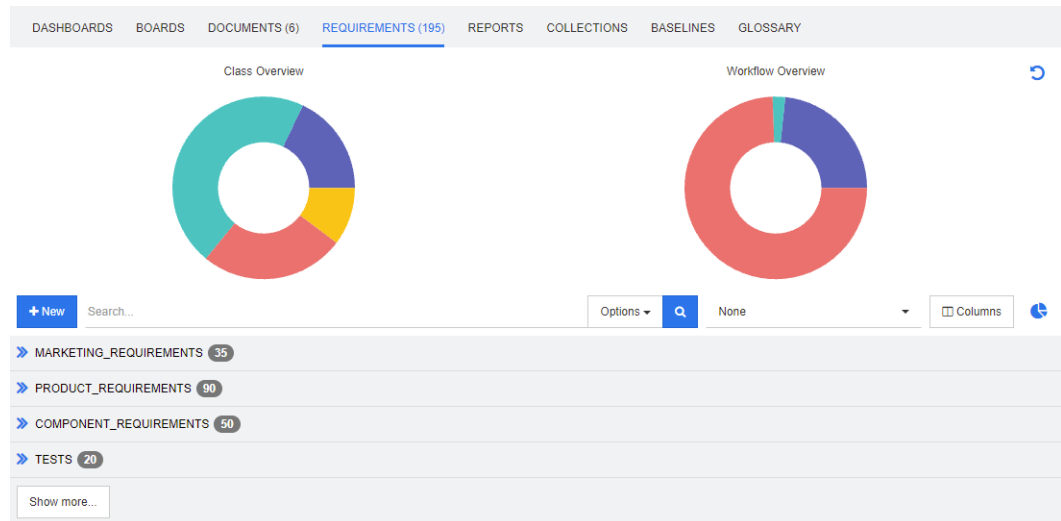 DASHBOARDS BOARDS DOCUMENTS (6) REQUIREMENTS (195) REPORTS COLLECTIONS BASELINES GLOSSARY
Class Overview Workflow Overview
+ New Search... Options None Columns
MARKETING_REQUIREMENTS 35
PRODUCT_REQUIREMENTS 90
COMPONENT_REQUIREMENTS 50
TESTS 20
Show more...